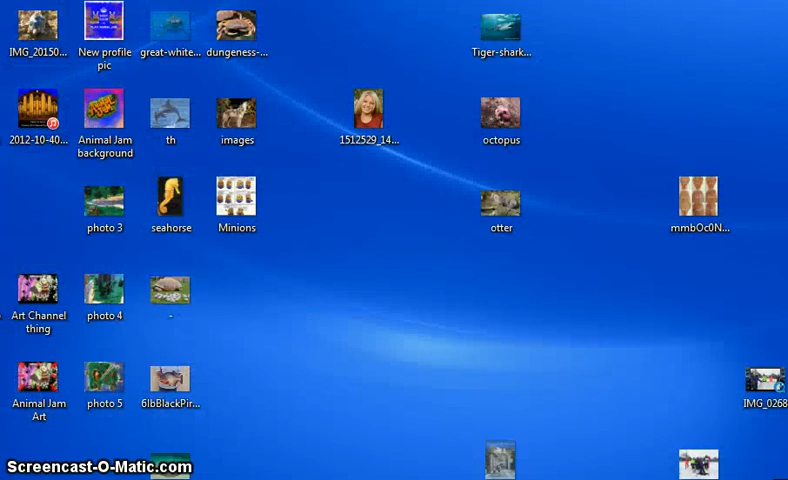 IMG_20150...
New profile
pic
great-white...
dungeness-...
Tiger-shark...
2012-10-40...
Animal Jam
background
th
images
1512529_14...
octopus
photo 3
seahorse
Minions
otter
mmbOc0N...
Art Channel
thing
photo 4
-
Animal Jam
Art
photo 5
6lbBlackPir...
IMG_0268
Screencast-O-Matic.com